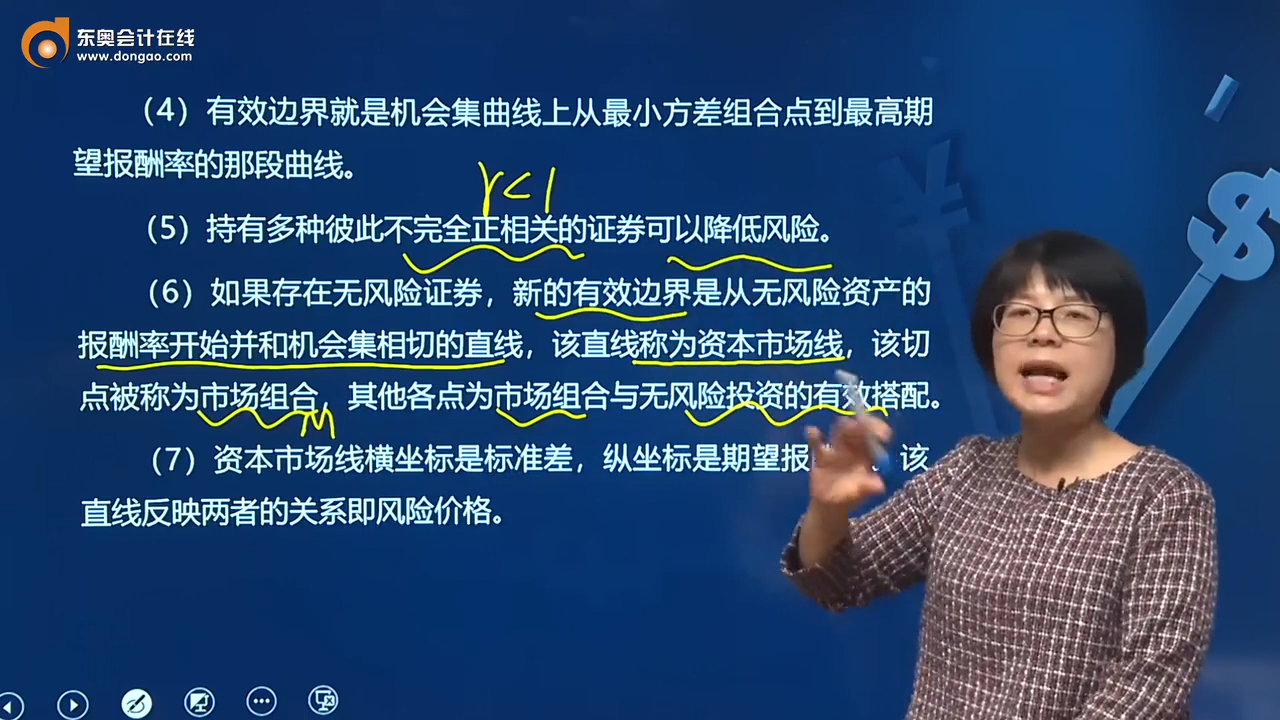 东奥会计在线
www.dongao.com
（4）有效边界就是机会集曲线上从最小方差组合点到最高期
望报酬率的那段曲线。
r<1
（5）持有多种彼此不完全正相关的证券可以降低风险。
（6）如果存在无风险证券，新的有效边界是从无风险资产的
报酬率开始并和机会集相切的直线，该直线称为资本市场线，该切
点被称为市场组合，其他各点为市场组合与无风险投资的有效搭配。
M
（7）资本市场线横坐标是标准差，纵坐标是期望报 。该
直线反映两者的关系即风险价格。